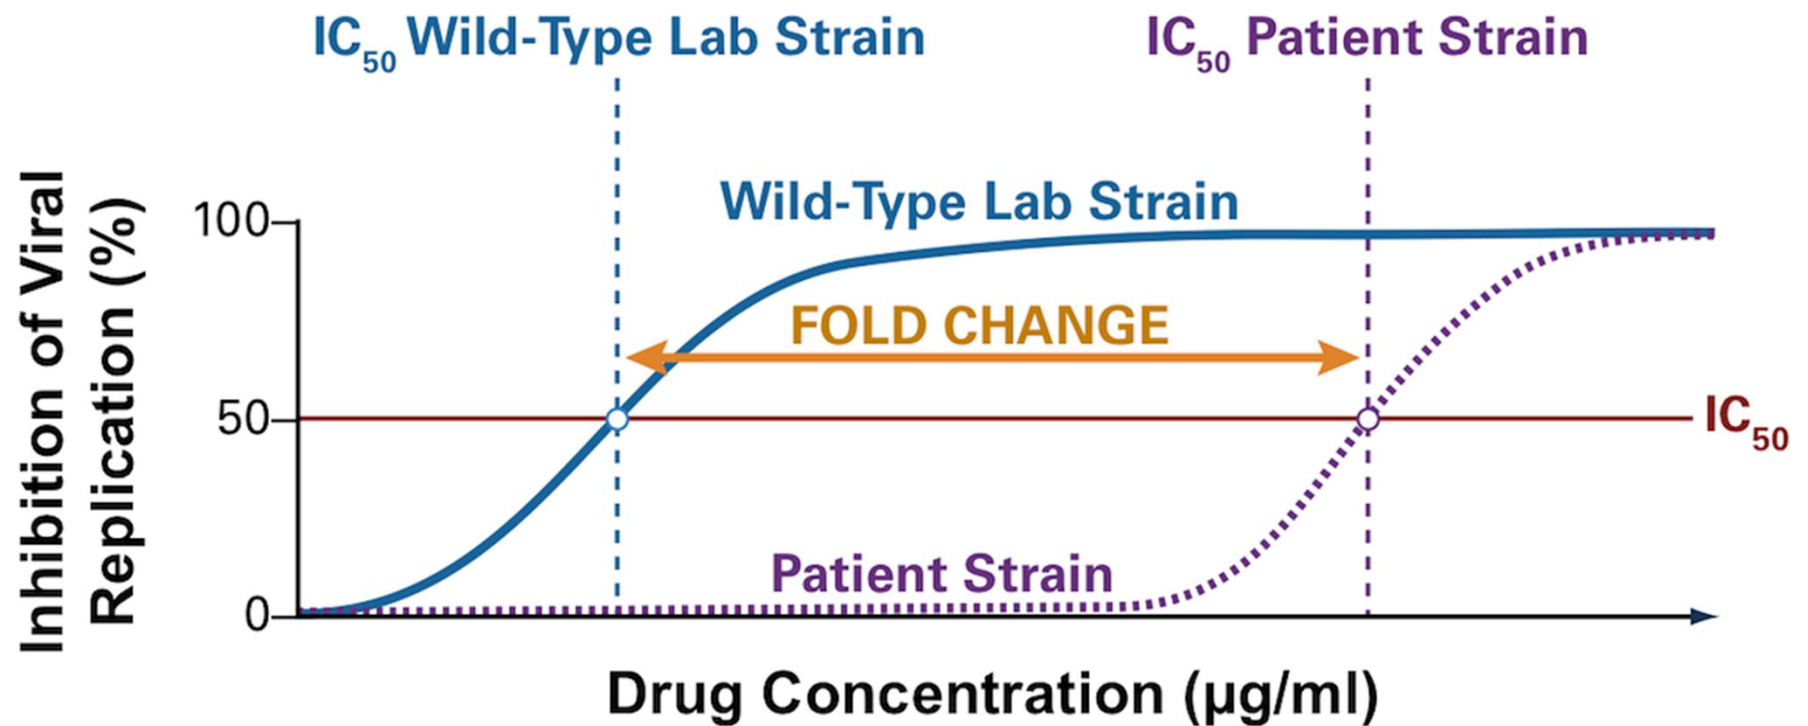 IC50 Wild-Type Lab Strain
IC50 Patient Strain
Inhibition of Viral
Replication (%)
100
Wild-Type Lab Strain
FOLD CHANGE
50
IC50
Patient Strain
0
Drug Concentration (µg/ml)